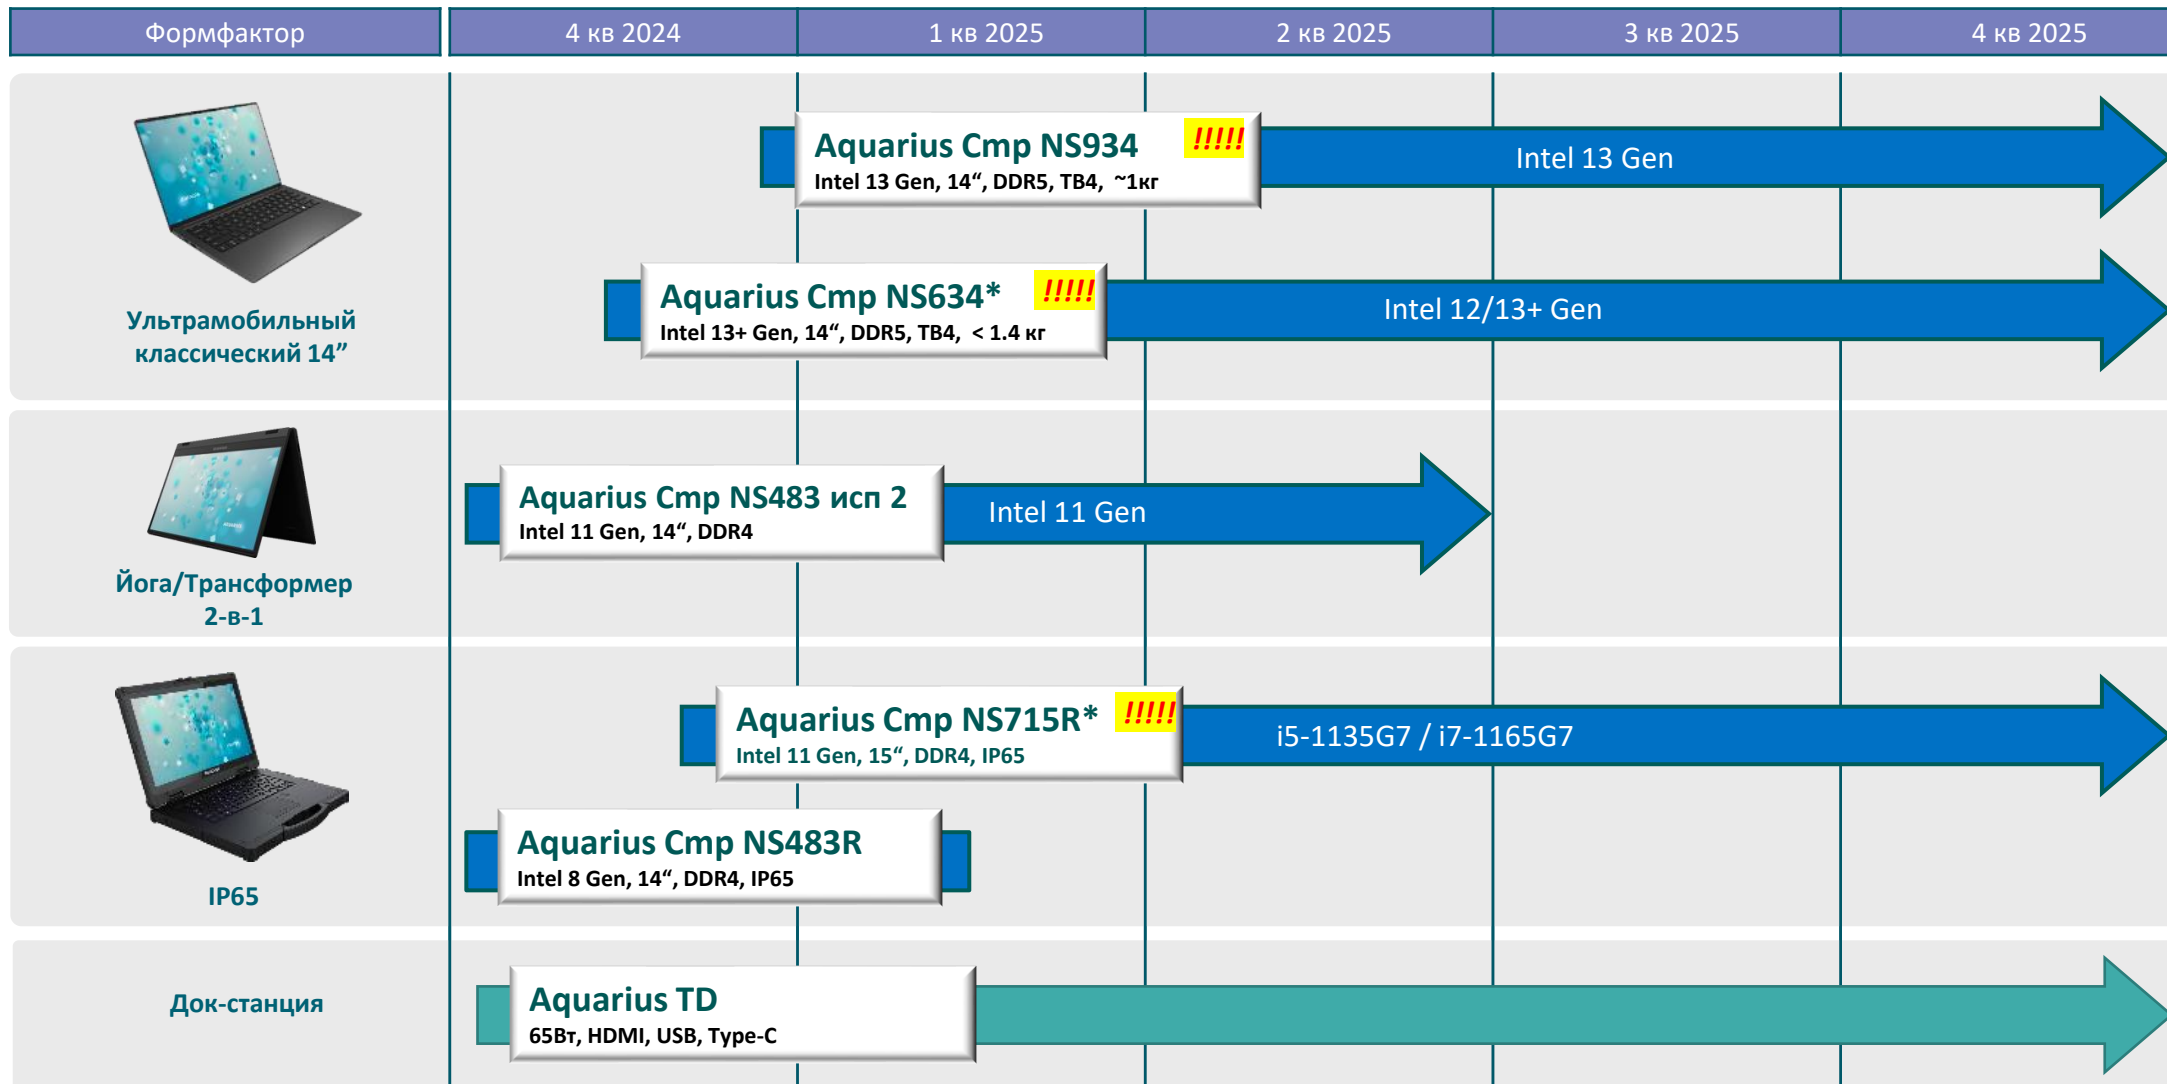 Формфактор
4 кв 2024
1 кв 2025
2 кв 2025
3 кв 2025
4 кв 2025
Aquarius Cmp NS934
!!!!!
Intel 13 Gen, 14“, DDR5, TB4, ~1кг
Intel 13 Gen
Aquarius Cmp NS634*
!!!!!
Intel 13+ Gen, 14“, DDR5, TB4, < 1.4 кг
Intel 12/13+ Gen
Ультрамобильный
классический 14”
Aquarius Cmp NS483 исп 2
Intel 11 Gen, 14“, DDR4
Intel 11 Gen
Йога/Трансформер
2-в-1
Aquarius Cmp NS715R*
!!!!!
Intel 11 Gen, 15“, DDR4, IP65
i5-1135G7 / i7-1165G7
Aquarius Cmp NS483R
Intel 8 Gen, 14“, DDR4, IP65
IP65
Док-станция
Aquarius TD
65Вт, HDMI, USB, Type-C